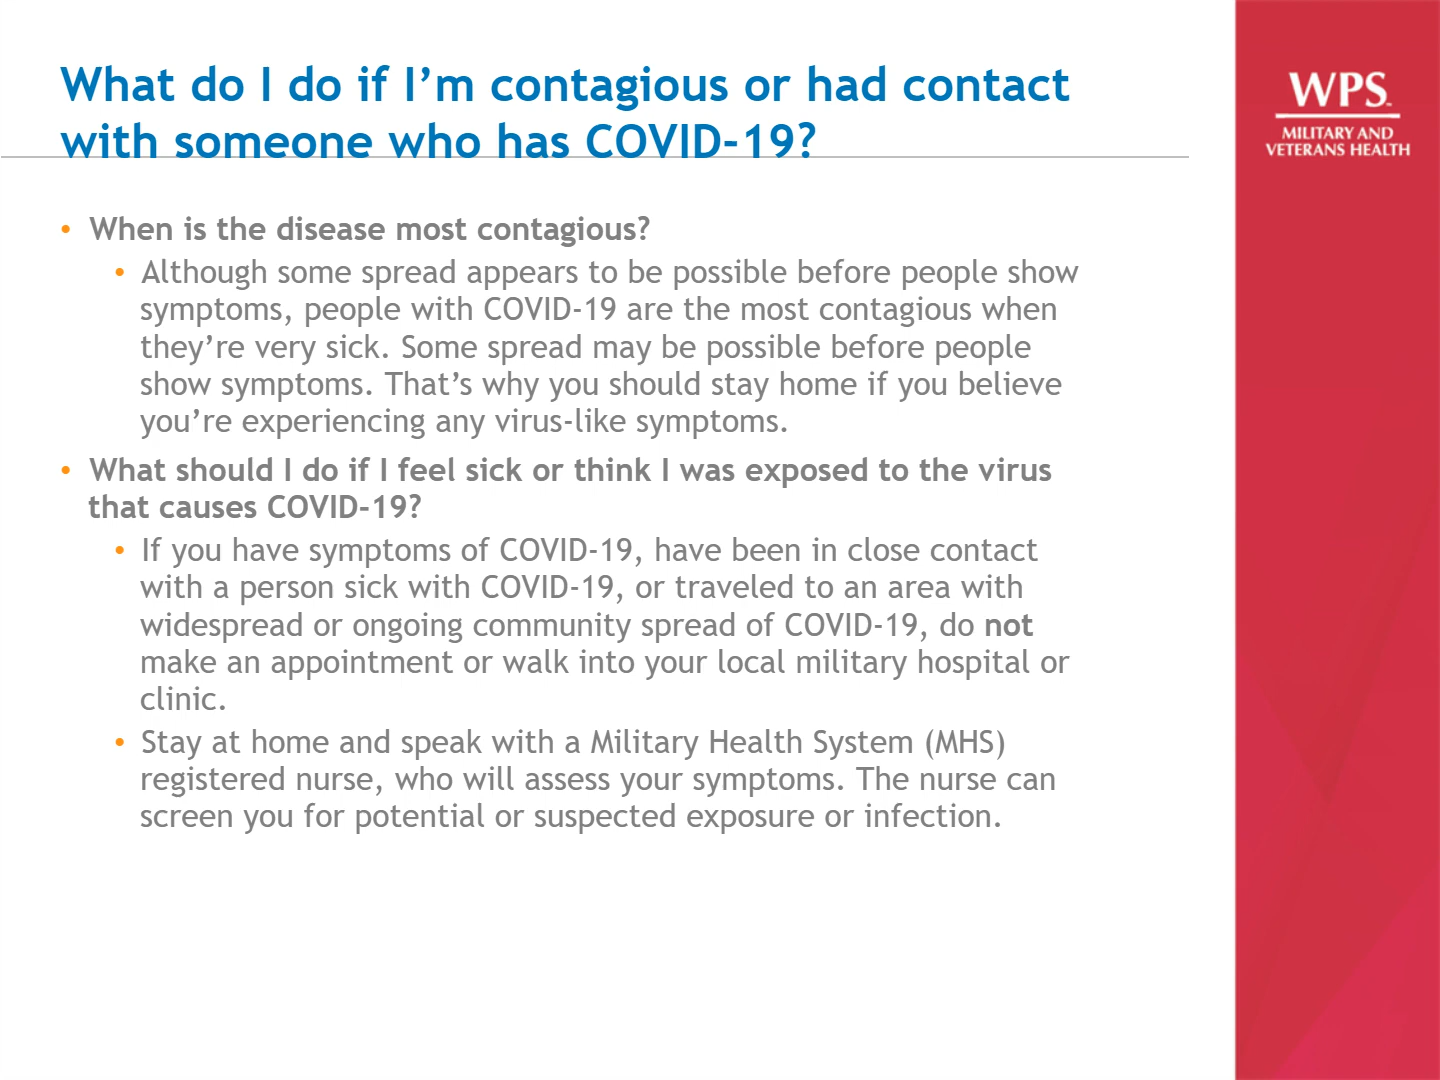 What do I do if I’m contagious or had contact
with someone who has COVID-19?
WPS™
MILITARY AND
VETERANS HEALTH
• When is the disease most contagious?
• Although some spread appears to be possible before people show
symptoms, people with COVID-19 are the most contagious when
they’re very sick. Some spread may be possible before people
show symptoms. That’s why you should stay home if you believe
you’re experiencing any virus-like symptoms.
• What should I do if I feel sick or think I was exposed to the virus
that causes COVID-19?
• If you have symptoms of COVID-19, have been in close contact
with a person sick with COVID-19, or traveled to an area with
widespread or ongoing community spread of COVID-19, do not
make an appointment or walk into your local military hospital or
clinic.
• Stay at home and speak with a Military Health System (MHS)
registered nurse, who will assess your symptoms. The nurse can
screen you for potential or suspected exposure or infection.